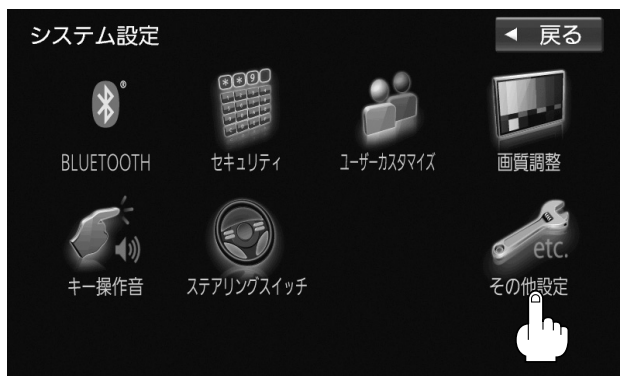 システム設定
◀ 戻る
BLUETOOTH
セキュリティ
ユーザーカスタマイズ
画質調整
キー操作音
ステアリングスイッチ
etc.
その他設定